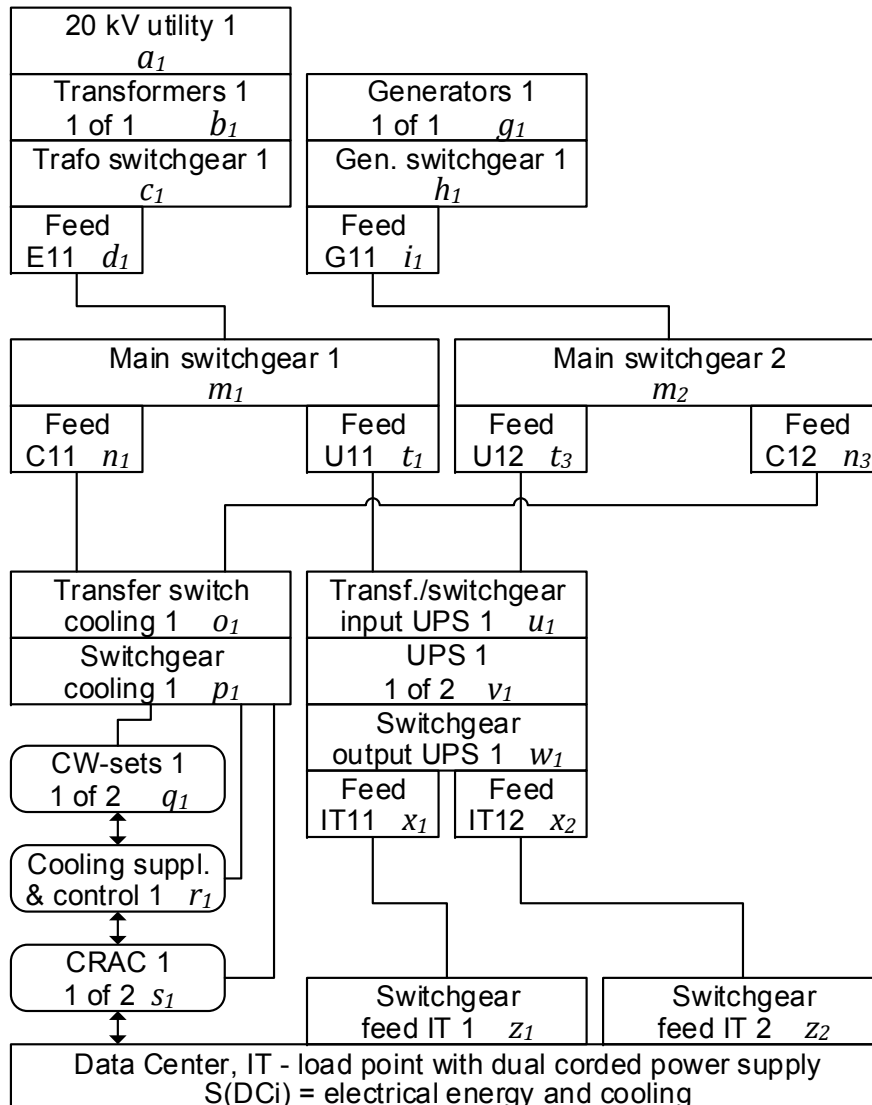 20 kV utility 1
a₁
Transformers 1
1 of 1 b₁
Trafo switchgear 1
c₁
Feed
E11 d₁
Generators 1
1 of 1 g₁
Gen. switchgear 1
h₁
Feed
G11 i₁
Main switchgear 1
m₁
Feed
C11 n₁
Feed
U11 t₁
Main switchgear 2
m₂
Feed
U12 t₃
Feed
C12 n₃
Transfer switch
cooling 1 o₁
Switchgear
cooling 1 p₁
CW-sets 1
1 of 2 q₁
Cooling suppl.
& control 1 r₁
CRAC 1
1 of 2 s₁
Transf./switchgear
input UPS 1 u₁
UPS 1
1 of 2 v₁
Switchgear
output UPS 1 w₁
Feed
IT11 x₁
Feed
IT12 x₂
Switchgear
feed IT 1 z₁
Switchgear
feed IT 2 z₂
Data Center, IT - load point with dual corded power supply
S(DCi) = electrical energy and cooling